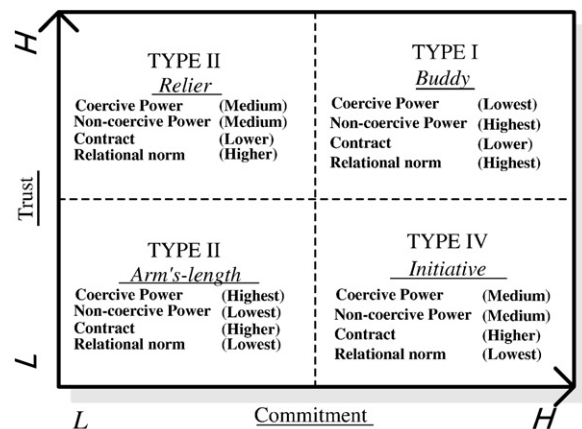 H
TYPE II
Relier
Coercive Power (Medium)
Non-coercive Power (Medium)
Contract (Lower)
Relational norm (Higher)
TYPE I
Buddy
Coercive Power (Lowest)
Non-coercive Power (Highest)
Contract (Lower)
Relational norm (Highest)
Trust
TYPE II
Arm's-length
Coercive Power (Highest)
Non-coercive Power (Lowest)
Contract (Higher)
Relational norm (Lowest)
TYPE IV
Initiative
Coercive Power (Medium)
Non-coercive Power (Medium)
Contract (Higher)
Relational norm (Lowest)
L
L
Commitment
H